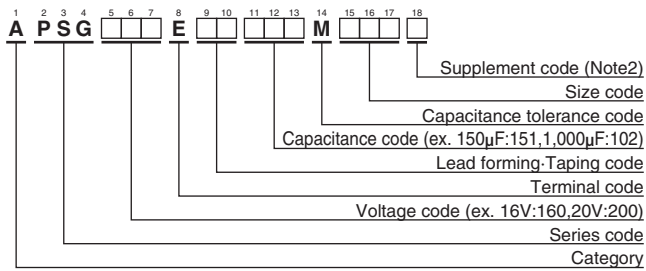 1 2 3 4 5 6 7 8 9 10 11 12 13 14 15 16 17 18
A P S G E M
Supplement code (Note2)
Size code
Capacitance tolerance code
Capacitance code (ex. 150µF:151,1,000µF:102)
Lead forming·Taping code
Terminal code
Voltage code (ex. 16V:160,20V:200)
Series code
Category